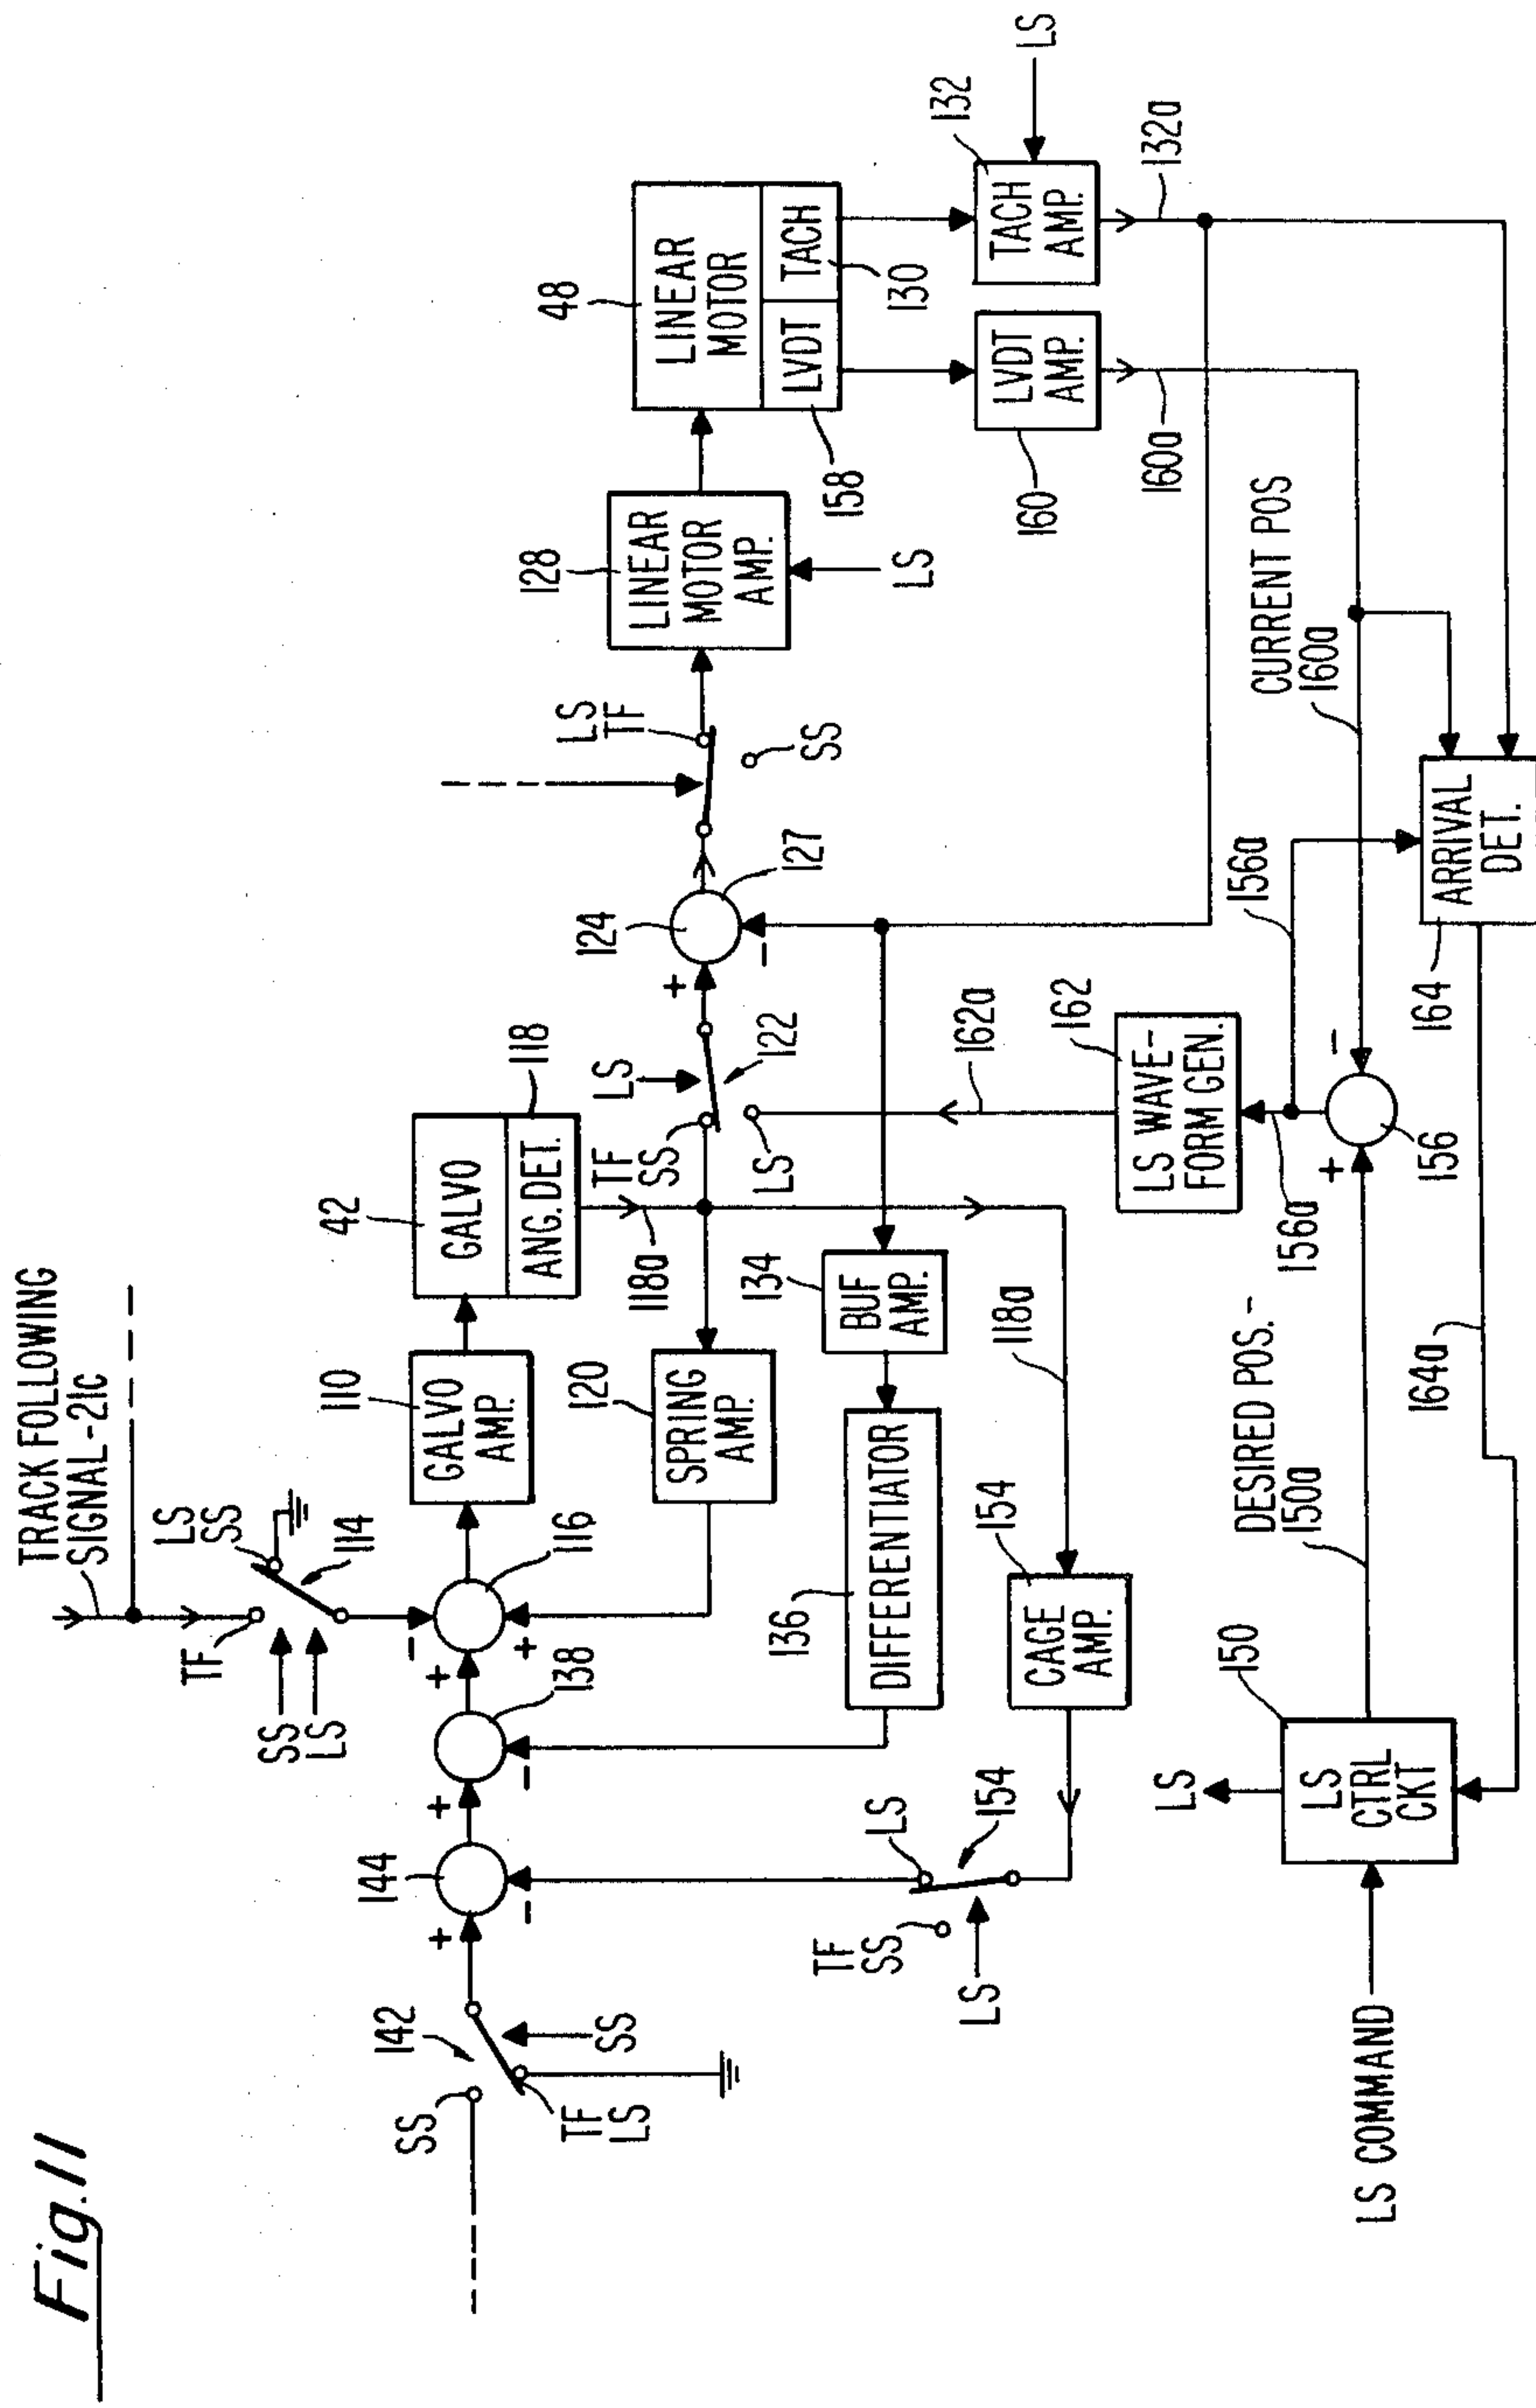 Fig. 11
TRACK FOLLOWING
SIGNAL-21c
LS
SS
114
TF
SS
LS
110
GALVO
AMP.
42
GALVO
ANG. DET.
118
118a
48
LINEAR
MOTOR
LVDT
TACH
130
158
128
LINEAR
MOTOR
AMP.
LS
132
TACH
AMP.
LS
132a
160
LVDT
AMP.
160a
SS
142
TF
LS
SS
+
144
-
+
138
-
+
116
-
+
120
SPRING
AMP.
TF
SS
LS
122
LS
+
124
-
127
LS
TF
SS
134
BUF
AMP.
136
DIFFERENTIATOR
118a
154
CAGE
AMP.
LS
154
TF
SS
LS
162a
162
LS WAVE-
FORM GEN.
156a
156a
+
156
-
CURRENT POS
160a
DESIRED POS.-
150a
LS COMMAND
150
LS
CTRL
CKT
LS
164a
164
ARRIVAL
DET.